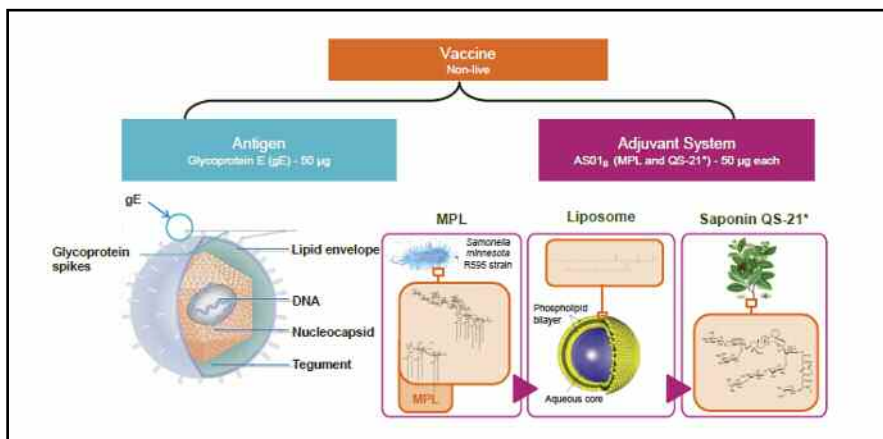 Vaccine
Non-live
Antigen
Glycoprotein E (gE) - 50 µg
Adjuvant System
AS01B (MPL and QS-21*) - 50 µg each
gE
Glycoprotein
spikes
Lipid envelope
DNA
Nucleocapsid
Tegument
MPL
Samonella
minnesota
R595 strain
MPL
Liposome
Phospholipid
bilayer
Aqueous core
Saponin QS-21*